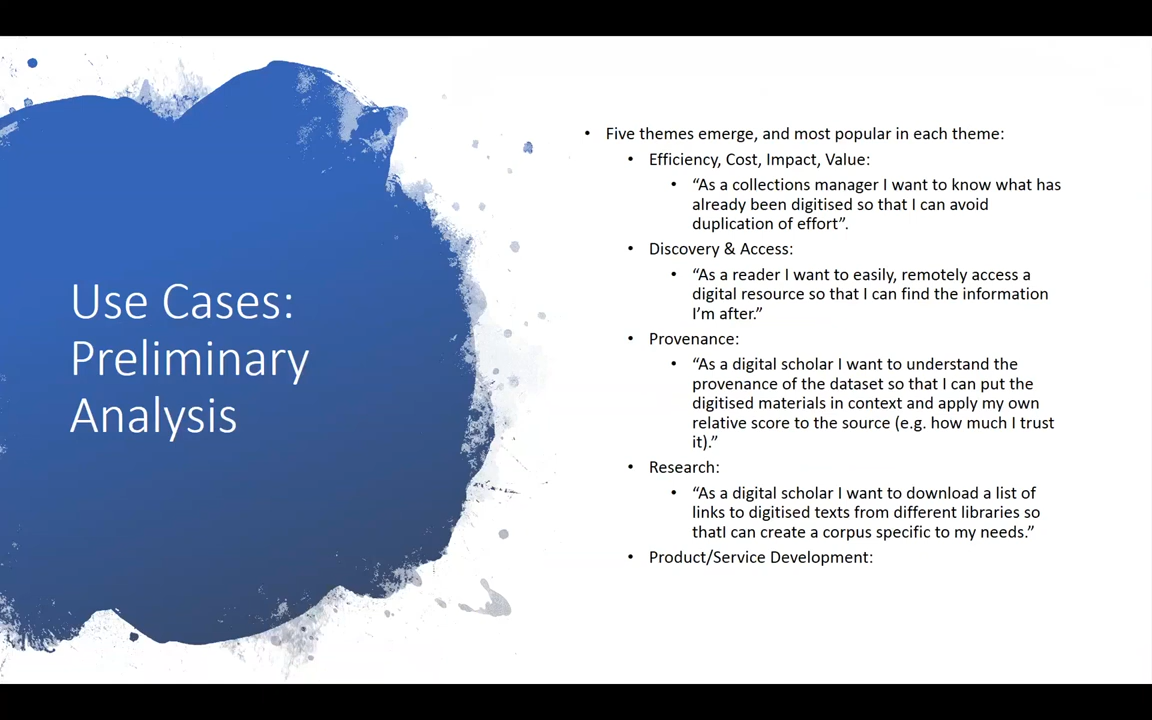 Use Cases:
Preliminary
Analysis
• Five themes emerge, and most popular in each theme:
• Efficiency, Cost, Impact, Value:
• “As a collections manager I want to know what has
already been digitised so that I can avoid
duplication of effort”.
• Discovery & Access:
• “As a reader I want to easily, remotely access a
digital resource so that I can find the information
I’m after.”
• Provenance:
• “As a digital scholar I want to understand the
provenance of the dataset so that I can put the
digitised materials in context and apply my own
relative score to the source (e.g. how much I trust
it).”
• Research:
• “As a digital scholar I want to download a list of
links to digitised texts from different libraries so
thatI can create a corpus specific to my needs.”
• Product/Service Development: